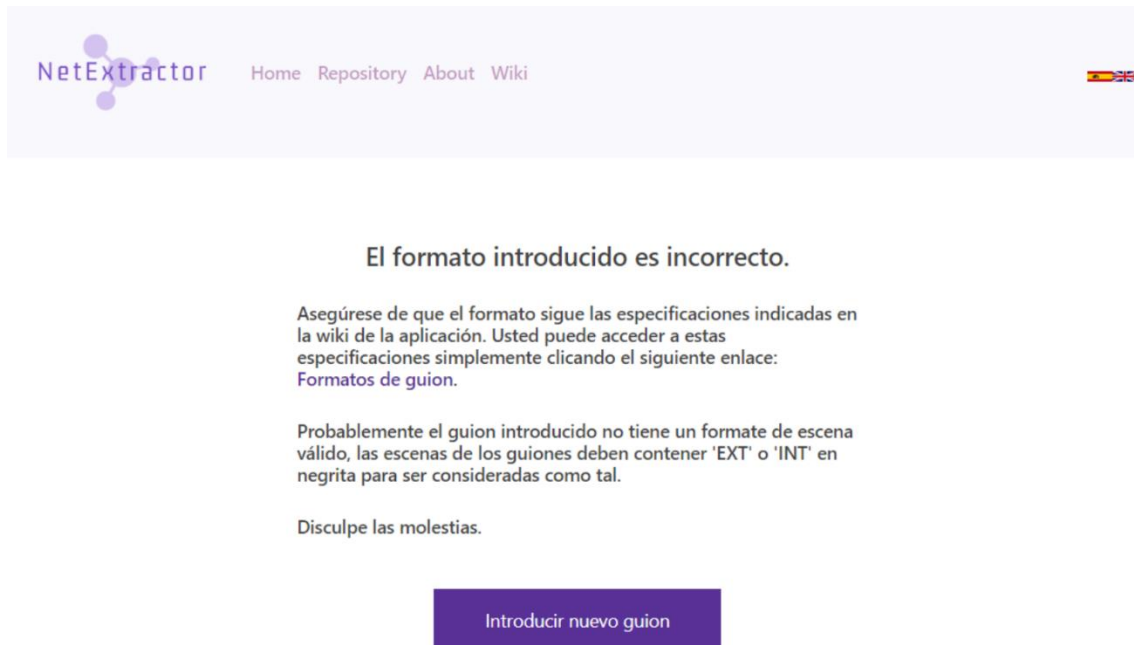 NetExtractor
Home Repository About Wiki
El formato introducido es incorrecto.
Asegúrese de que el formato sigue las especificaciones indicadas en
la wiki de la aplicación. Usted puede acceder a estas
especificaciones simplemente clicando el siguiente enlace:
Formatos de guion.
Probablemente el guion introducido no tiene un formate de escena
válido, las escenas de los guiones deben contener 'EXT' o 'INT' en
negrita para ser consideradas como tal.
Disculpe las molestias.
Introducir nuevo guion